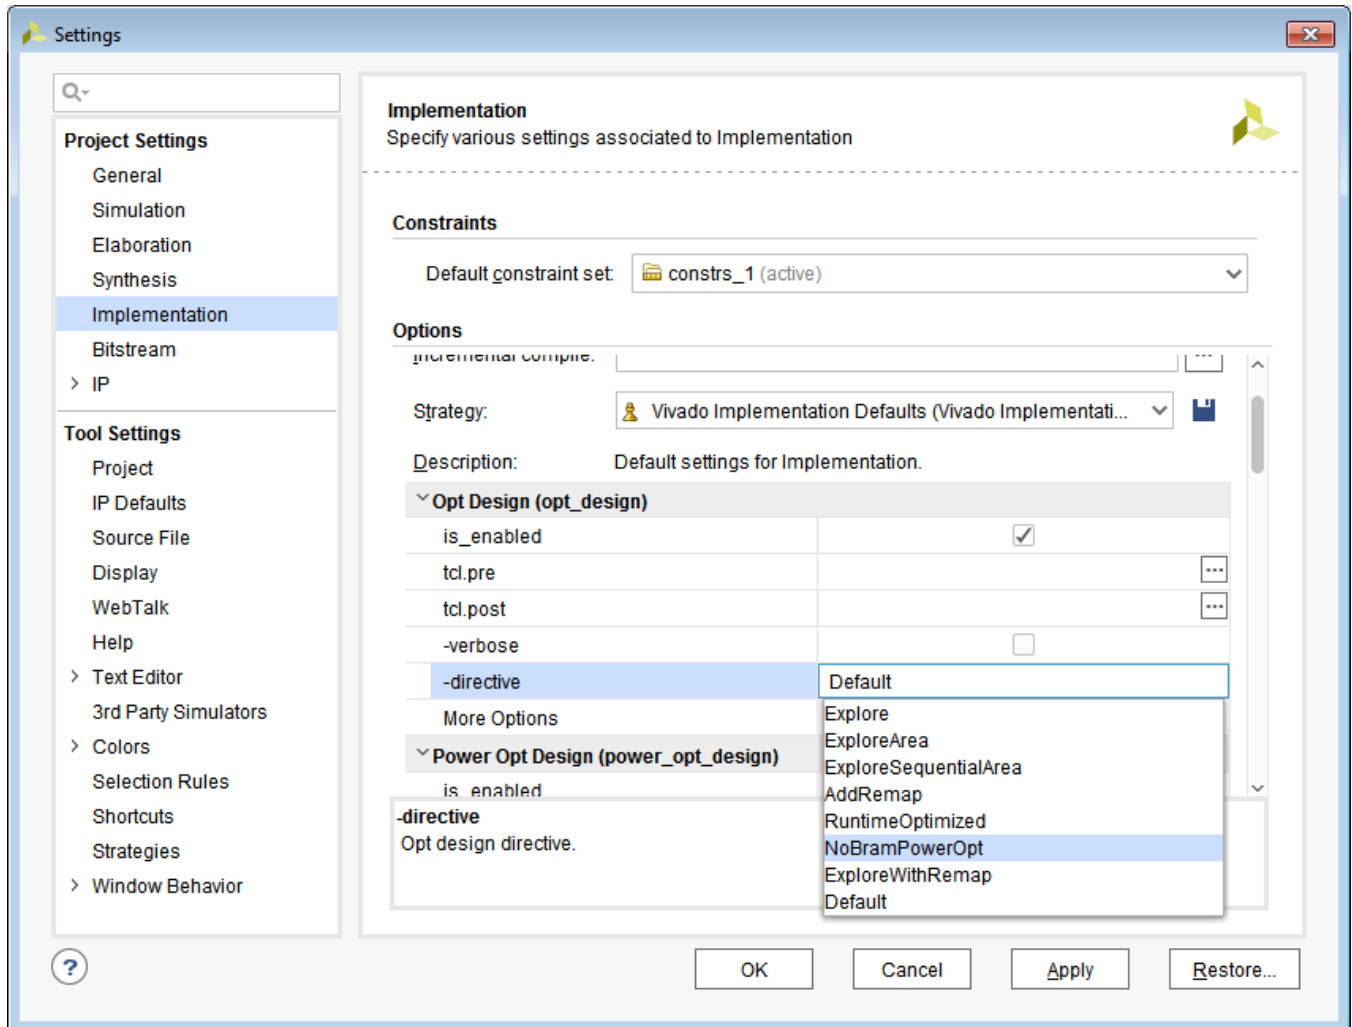 Settings
Project Settings
General
Simulation
Elaboration
Synthesis
Implementation
Bitstream
IP
Tool Settings
Project
IP Defaults
Source File
Display
WebTalk
Help
Text Editor
3rd Party Simulators
Colors
Selection Rules
Shortcuts
Strategies
Window Behavior
Implementation
Specify various settings associated to Implementation
Constraints
Default constraint set: constrs_1 (active)
Options
Incremental compile: ...
Strategy: Vivado Implementation Defaults (Vivado Implementati...
Description: Default settings for Implementation.
Opt Design (opt_design)
is_enabled
tcl.pre ...
tcl.post ...
-verbose
-directive Default
More Options
Power Opt Design (power_opt_design)
is_enabled
Explore
ExploreArea
ExploreSequentialArea
AddRemap
RuntimeOptimized
NoBramPowerOpt
ExploreWithRemap
Default
-directive
Opt design directive.
?
OK Cancel Apply Restore...